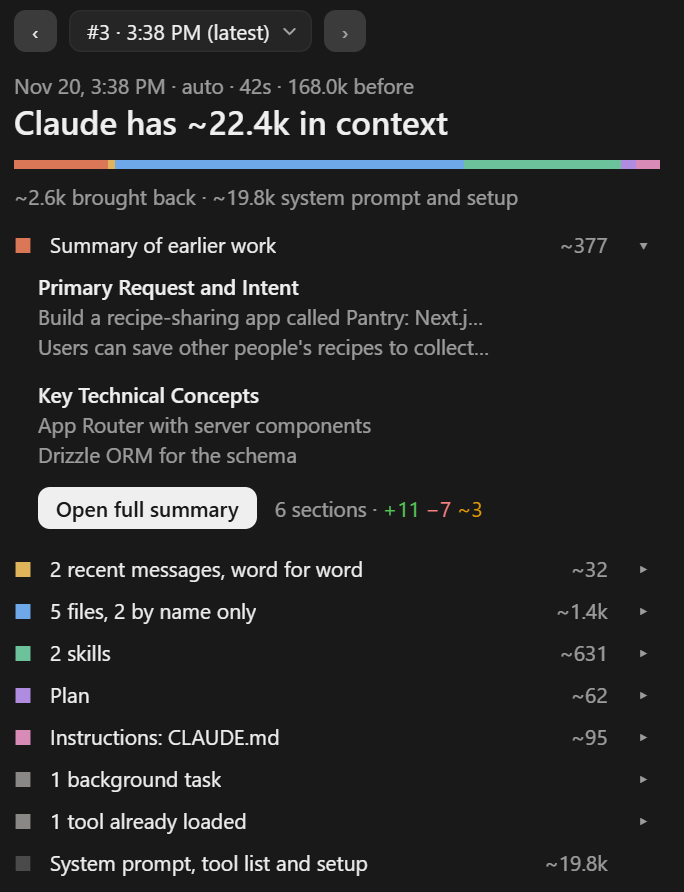 ‹ #3 · 3:38 PM (latest) ›
Nov 20, 3:38 PM · auto · 42s · 168.0k before
Claude has ~22.4k in context
~2.6k brought back · ~19.8k system prompt and setup
Summary of earlier work ~377
Primary Request and Intent
Build a recipe-sharing app called Pantry: Next.j...
Users can save other people's recipes to collect...
Key Technical Concepts
App Router with server components
Drizzle ORM for the schema
Open full summary 6 sections · +11 −7 ~3
2 recent messages, word for word ~32
5 files, 2 by name only ~1.4k
2 skills ~631
Plan ~62
Instructions: CLAUDE.md ~95
1 background task
1 tool already loaded
System prompt, tool list and setup ~19.8k